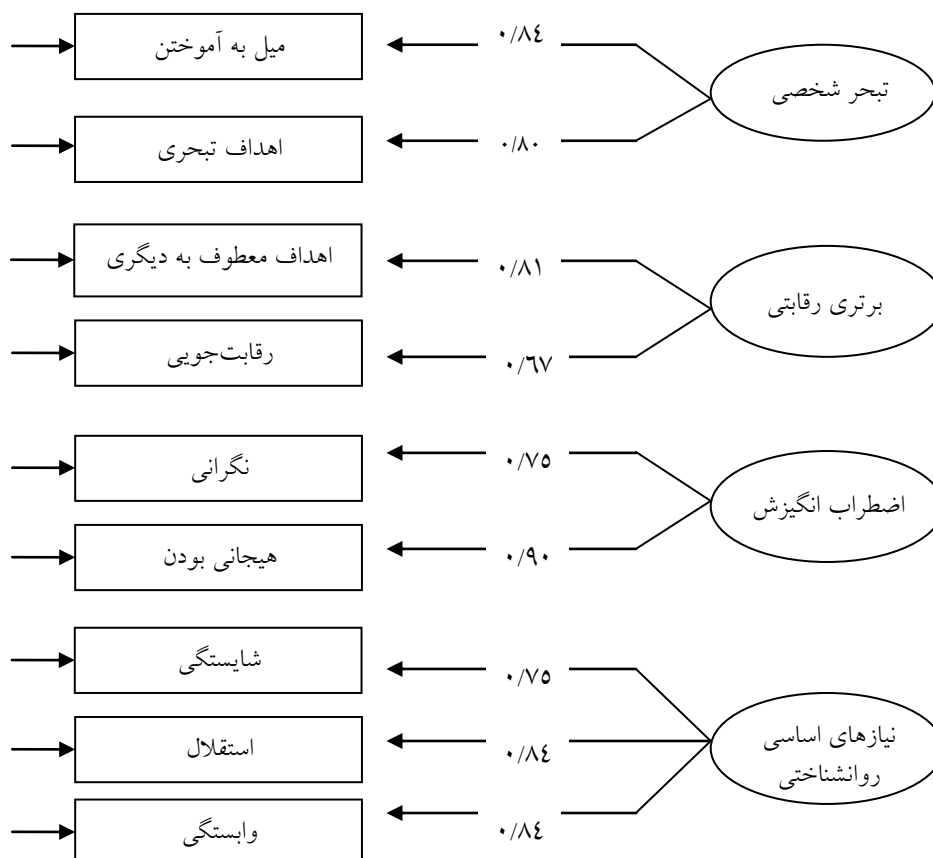 میل به آموختن
۰/۸٤
تبحر شخصی
اهداف تبحری
۰/۸۰
اهداف معطوف به دیگری
۰/۸۱
برتری رقابتی
رقابت‌جویی
۰/٦۷
نگرانی
۰/۷٥
اضطراب انگیزش
هیجانی بودن
۰/۹۰
شایستگی
۰/۷٥
نیازهای اساسی
روانشناختی
استقلال
۰/۸٤
وابستگی
۰/۸٤